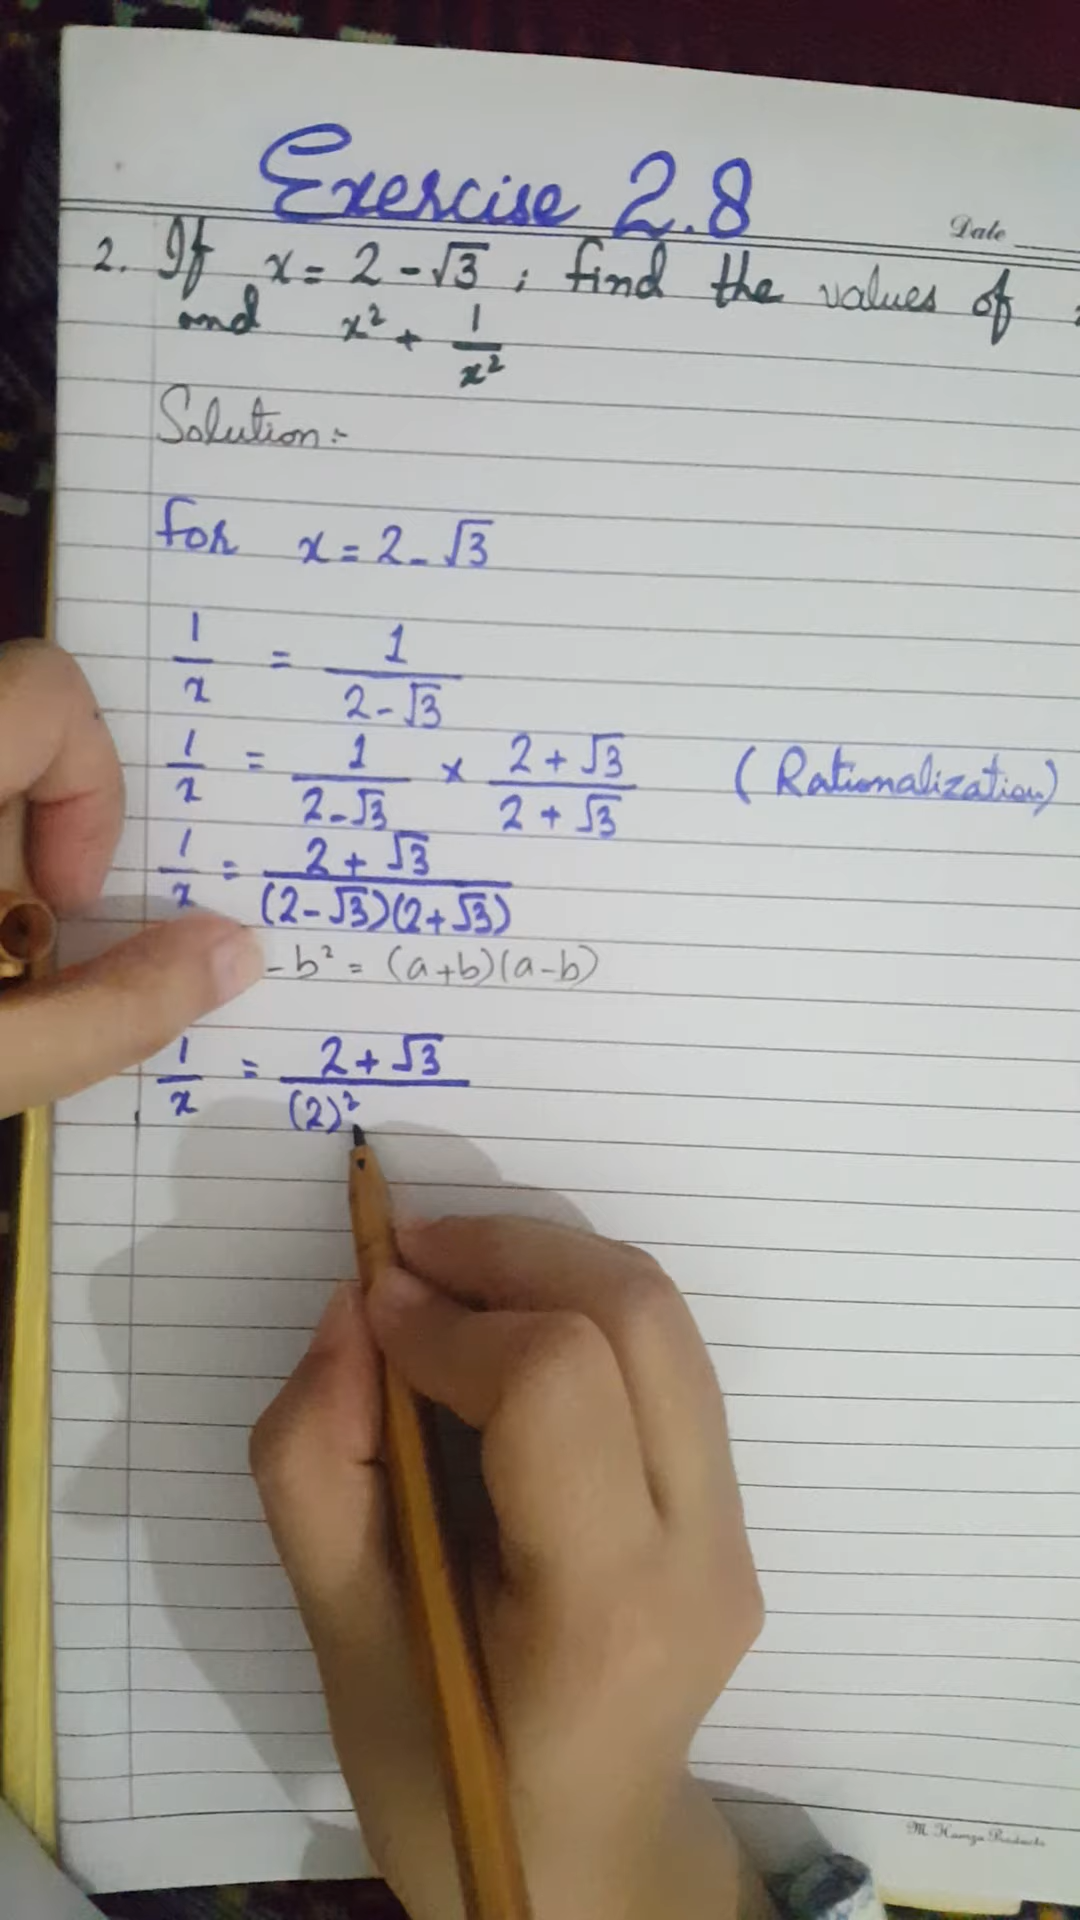 Exercise 2.8
Date
2. If x = 2 - √3 ; find the values of
and x² + 1/x²
Solution:-
for x = 2 - √3
1/x = 1/(2 - √3)
1/x = 1/(2 - √3) × (2 + √3)/(2 + √3) (Rationalization)
1/x = (2 + √3)/((2 - √3)(2 + √3))
- b² = (a+b)(a-b)
1/x = (2 + √3)/(2)²
M. Hamza Products